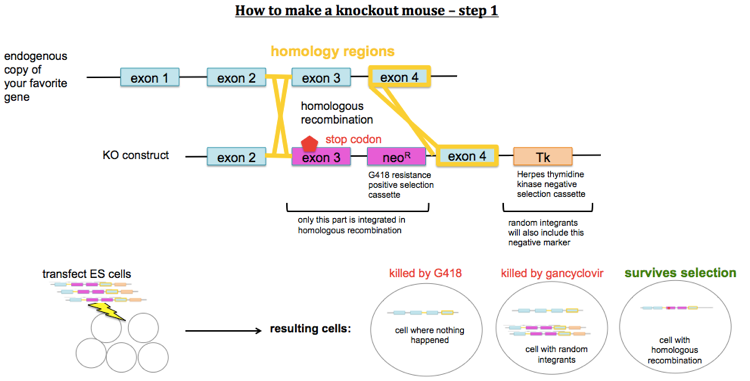 How to make a knockout mouse – step 1
endogenous
copy of
your favorite
gene
homology regions
exon 1
exon 2
exon 3
exon 4
homologous
recombination
stop codon
KO construct
exon 2
exon 3
neoR
exon 4
Tk
G418 resistance
positive selection
cassette
Herpes thymidine
kinase negative
selection cassette
only this part is integrated in
homologous recombination
random integrants
will also include this
negative marker
transfect ES cells
resulting cells:
killed by G418
cell where nothing
happened
killed by gancyclovir
cell with random
integrants
survives selection
cell with
homologous
recombination